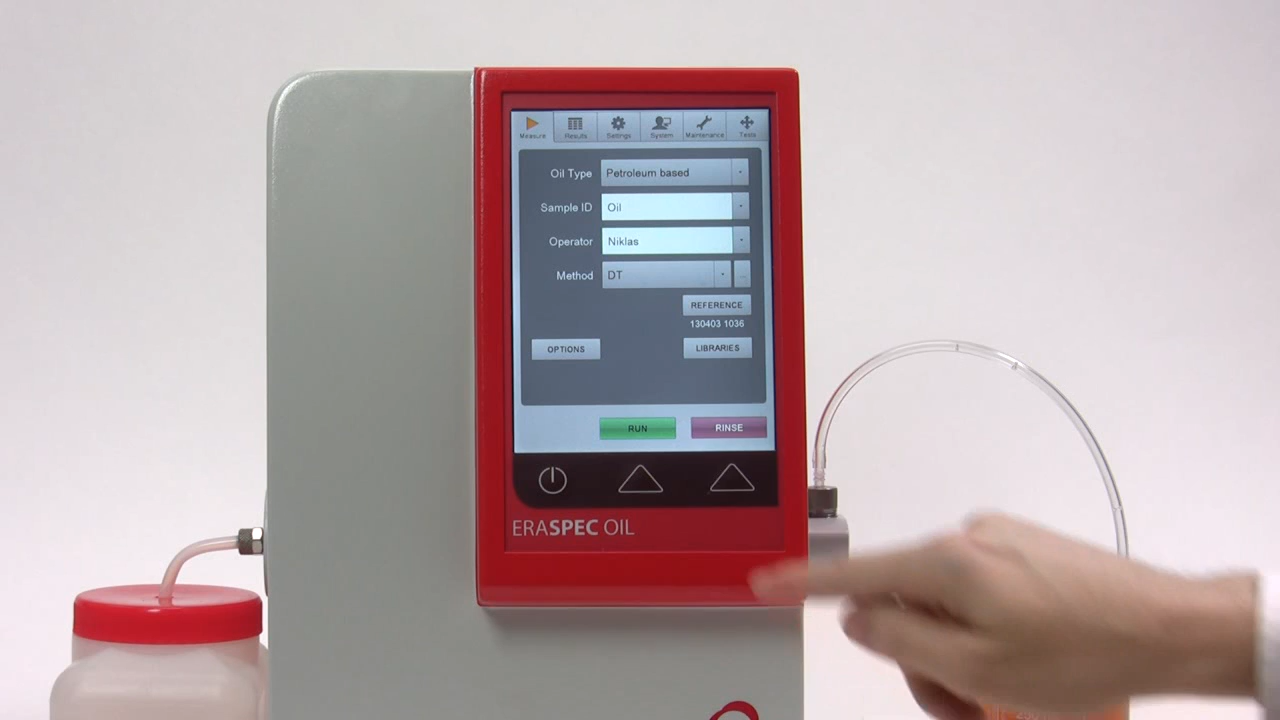 Measure Results Settings System Maintenance Tests
Oil Type Petroleum based
Sample ID Oil
Operator Niklas
Method DT ...
REFERENCE
130403 1036
OPTIONS LIBRARIES
RUN RINSE
ERASPEC OIL